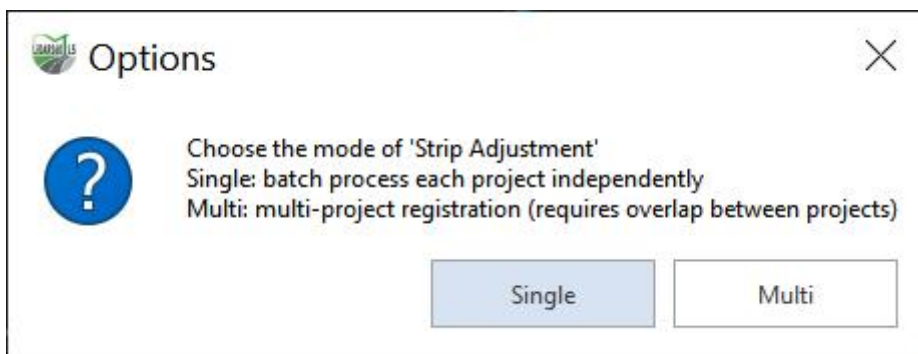 Options
Choose the mode of 'Strip Adjustment'
Single: batch process each project independently
Multi: multi-project registration (requires overlap between projects)
Single
Multi